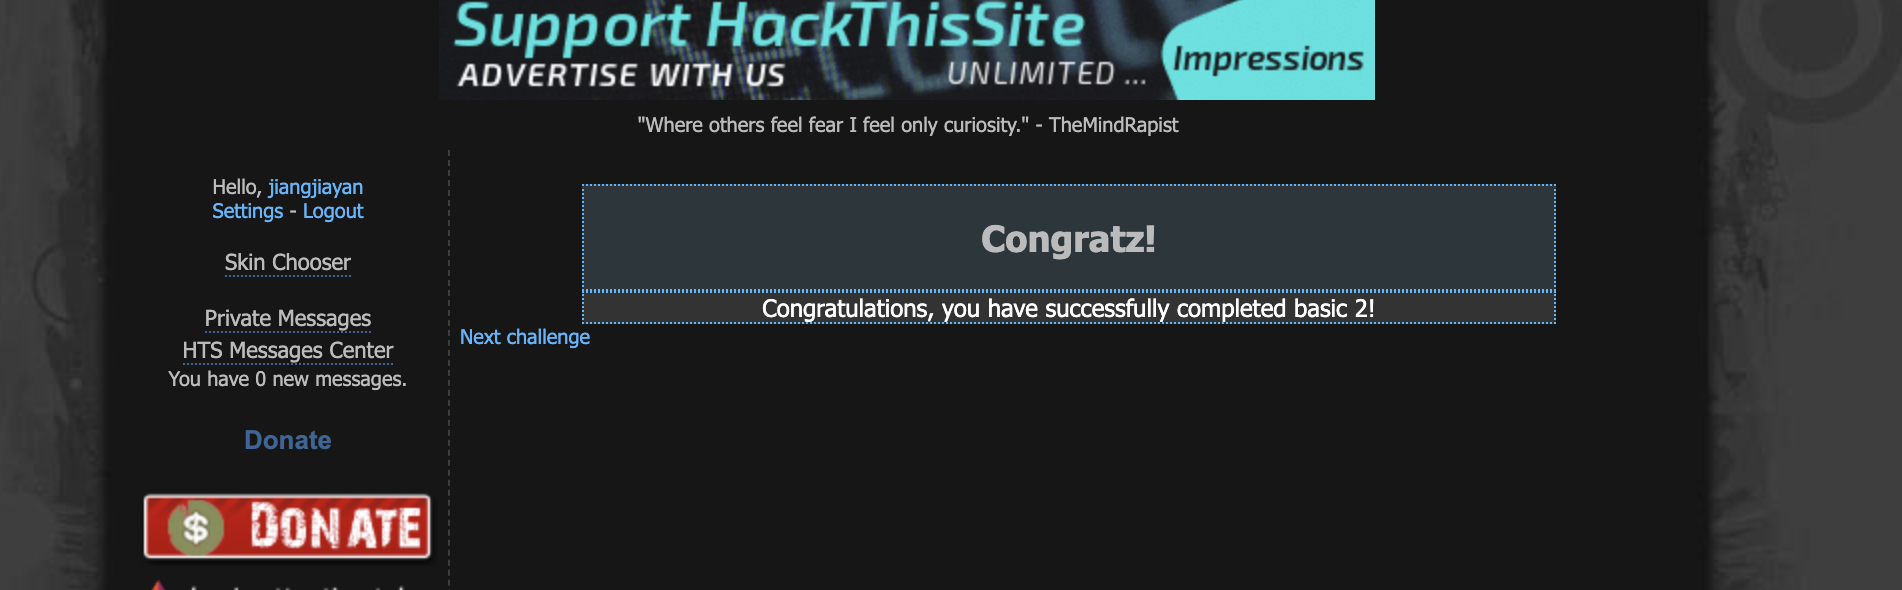 Support HackThisSite
ADVERTISE WITH US
UNLIMITED ...
Impressions
"Where others feel fear I feel only curiosity." - TheMindRapist
Hello, jiangjiayan
Settings - Logout
Skin Chooser
Private Messages
HTS Messages Center
You have 0 new messages.
Donate
DONATE
Congratz!
Congratulations, you have successfully completed basic 2!
Next challenge